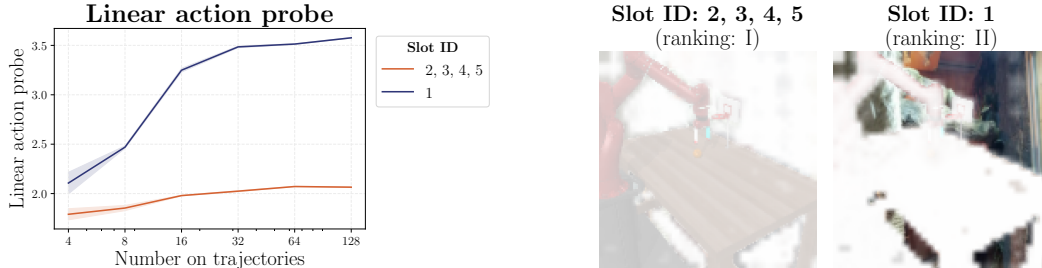 Linear action probe
Linear action probe
3.5
3.0
2.5
2.0
4
8
16
32
64
128
Number on trajectories
Slot ID
2, 3, 4, 5
1
Slot ID: 2, 3, 4, 5
(ranking: I)
Slot ID: 1
(ranking: II)